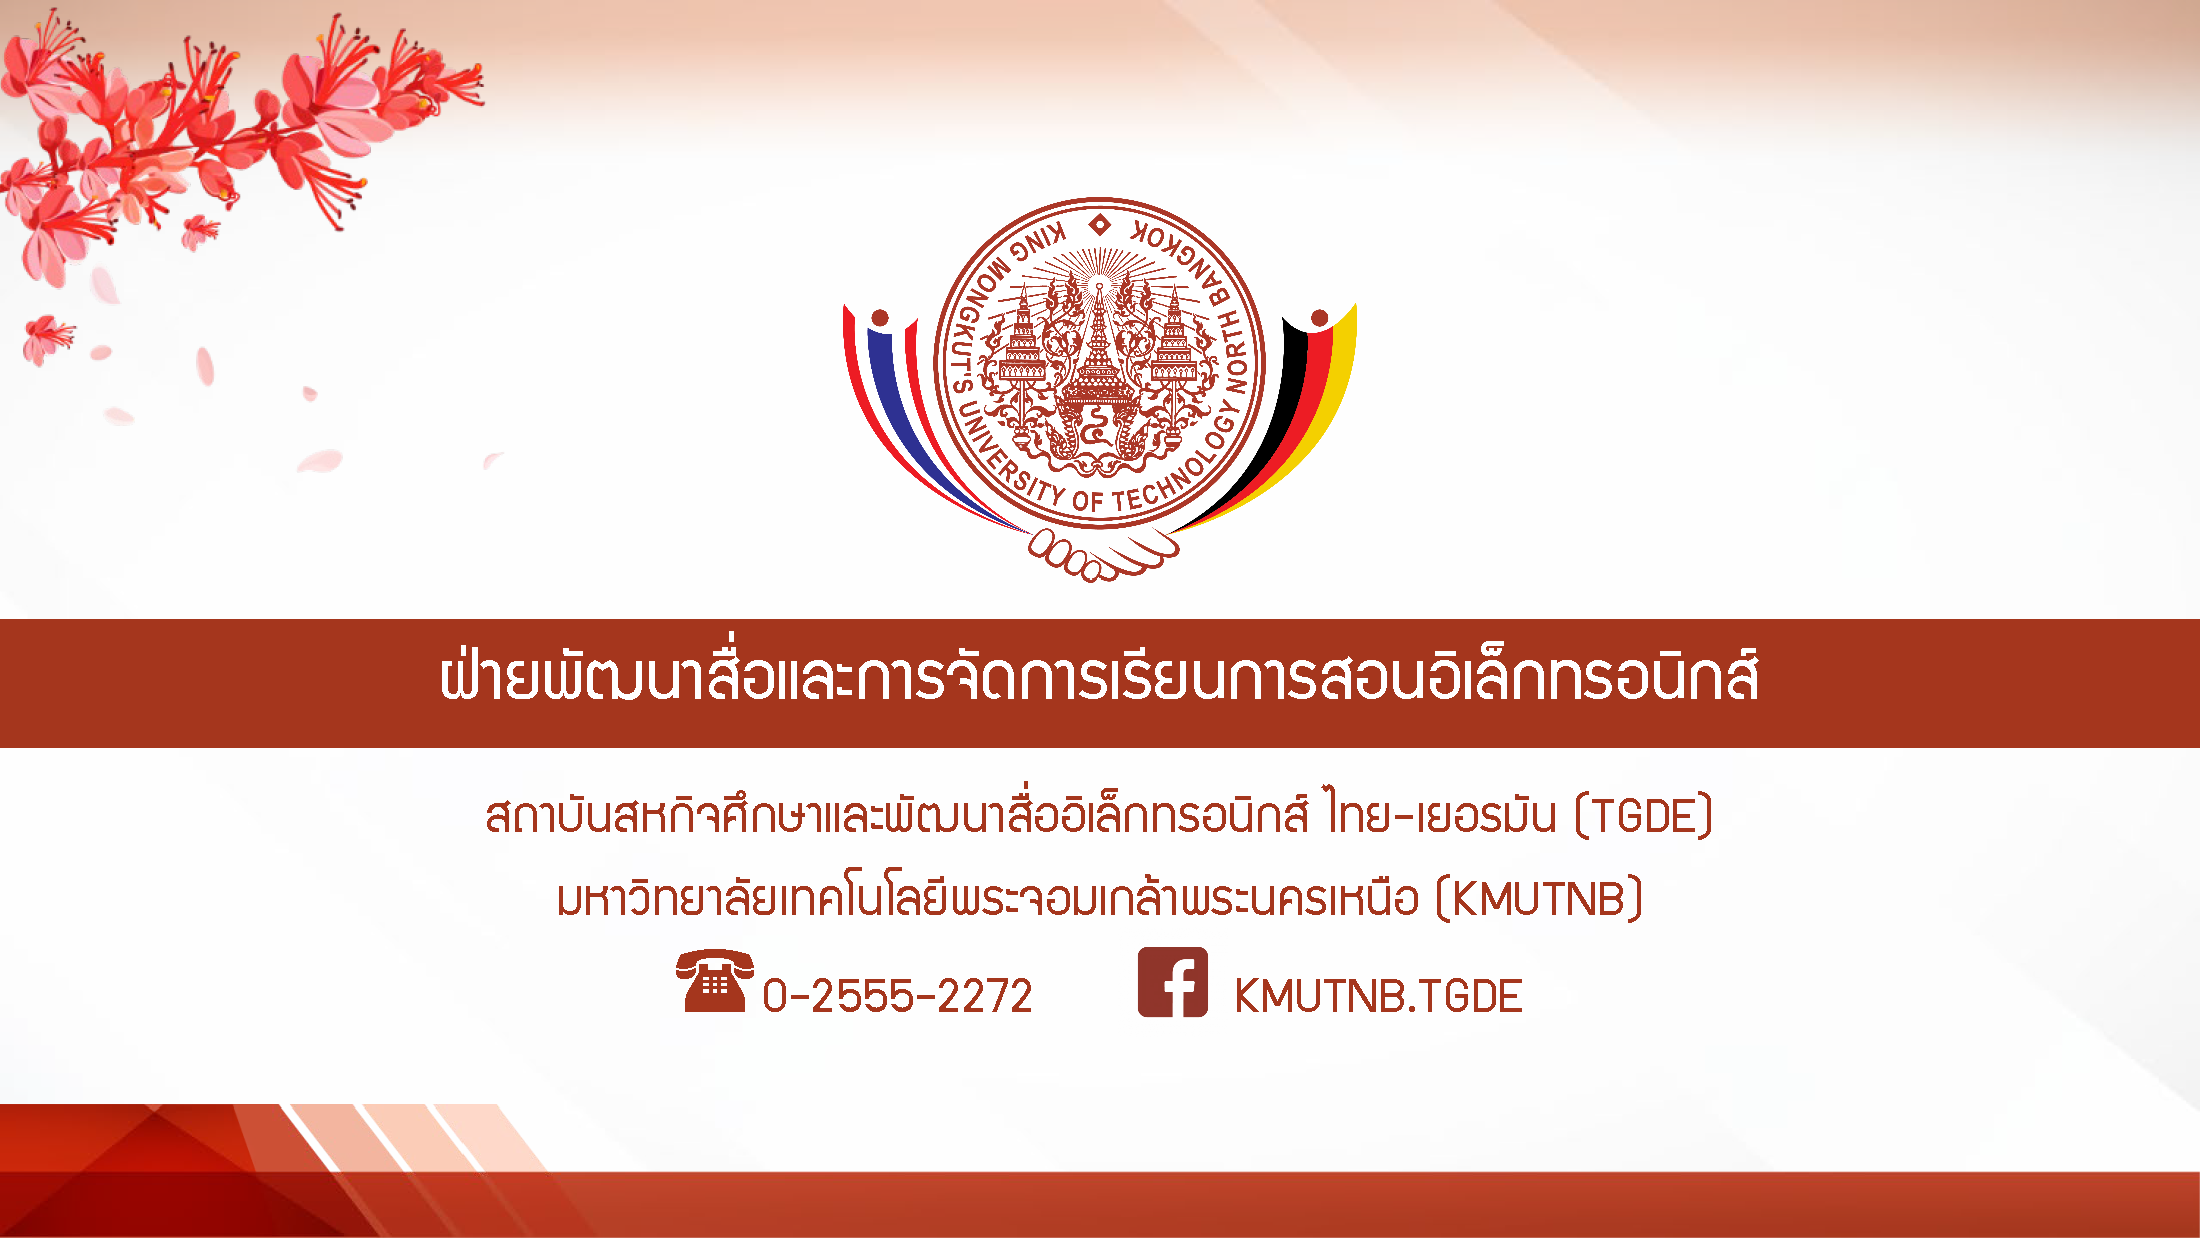 KING MONGKUT'S UNIVERSITY OF TECHNOLOGY NORTH BANGKOK
ฝ่ายพัฒนาสื่อและการจัดการเรียนการสอนอิเล็กทรอนิกส์
สถาบันสหกิจศึกษาและพัฒนาสื่ออิเล็กทรอนิกส์ ไทย-เยอรมัน (TGDE)
มหาวิทยาลัยเทคโนโลยีพระจอมเกล้าพระนครเหนือ (KMUTNB)
0-2555-2272 KMUTNB.TGDE